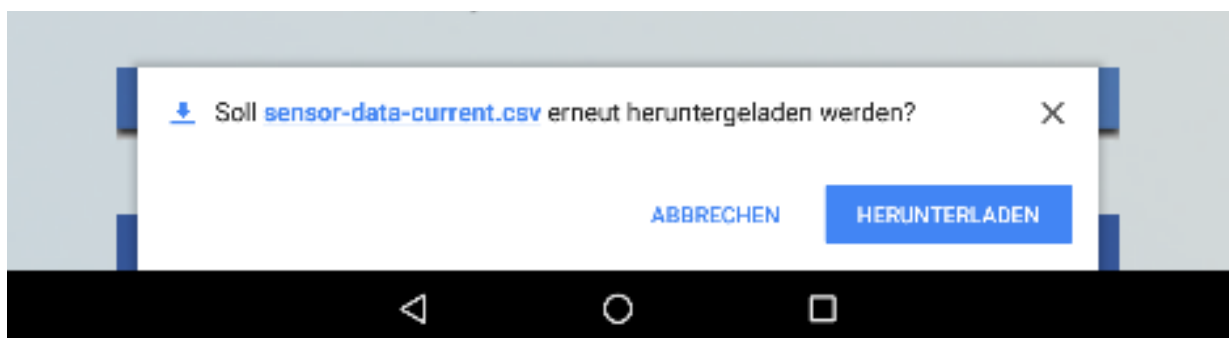 Soll sensor-data-current.csv erneut heruntergeladen werden?
ABBRECHEN HERUNTERLADEN